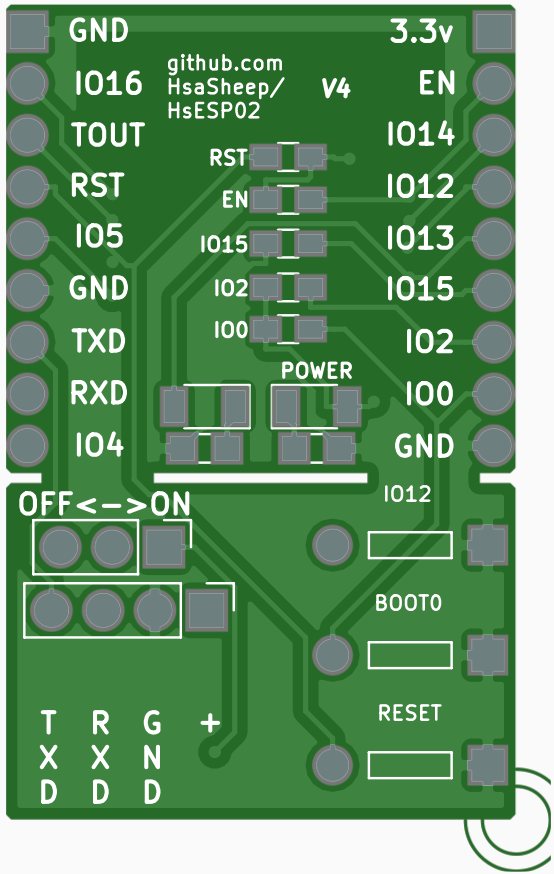 GND 3.3v
IO16 github.com EN
HsaSheep/ V4
HsESP02
TOUT IO14
RST RST IO12
EN
IO5 IO15 IO13
GND IO2 IO15
TXD IO0 IO2
POWER
RXD IO0
IO4 GND
OFF<->ON IO12
BOOT0
T R G + RESET
X X N
D D D